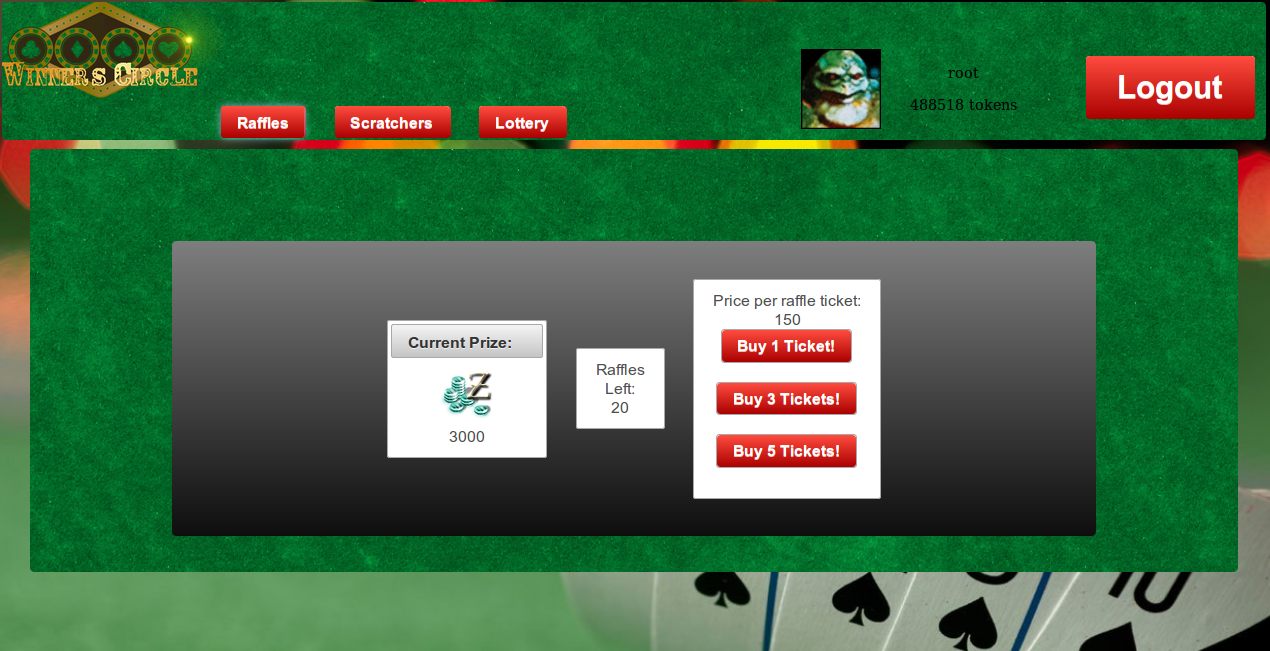 Winners Circle
Raffles
Scratchers
Lottery
root
488518 tokens
Logout
Current Prize:
Z
3000
Raffles
Left:
20
Price per raffle ticket:
150
Buy 1 Ticket!
Buy 3 Tickets!
Buy 5 Tickets!
10